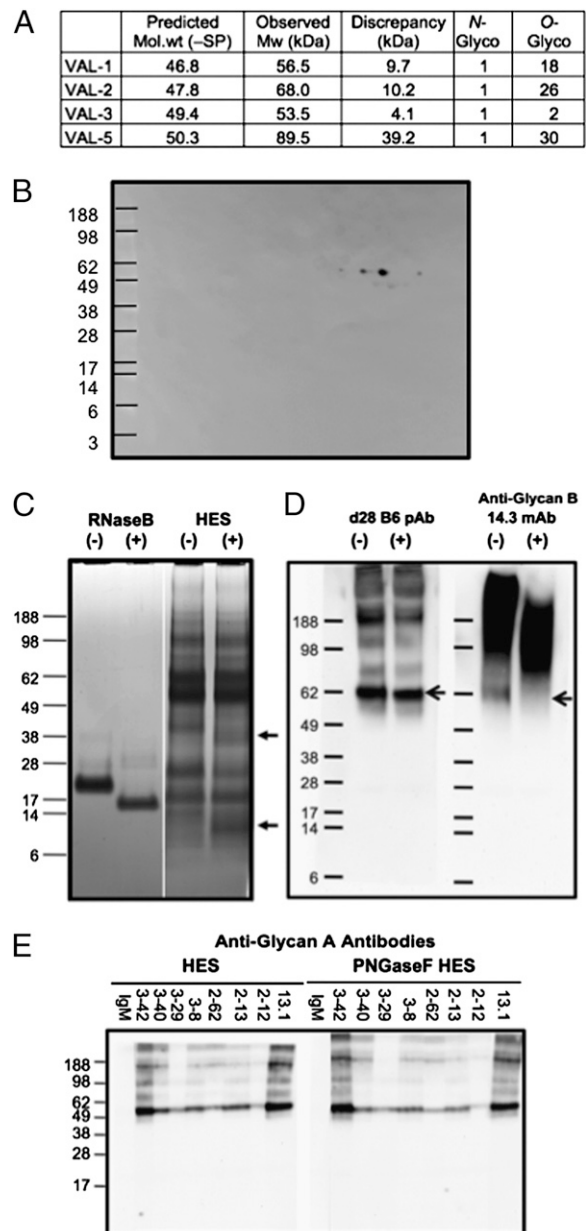 A
Predicted Mol.wt (–SP) Observed Mw (kDa) Discrepancy (kDa) N-Glyco O-Glyco
VAL-1 46.8 56.5 9.7 1 18
VAL-2 47.8 68.0 10.2 1 26
VAL-3 49.4 53.5 4.1 1 2
VAL-5 50.3 89.5 39.2 1 30
B
188
98
62
49
38
28
17
14
6
3
C
RNaseB HES
(-) (+) (-) (+)
188
98
62
49
38
28
17
14
6
D
d28 B6 pAb
Anti-Glycan B
14.3 mAb
(-) (+) (-) (+)
188
98
62
49
38
28
17
14
6
E
Anti-Glycan A Antibodies
HES PNGaseF HES
IgM 3-42 3-40 3-29 3-8 2-62 2-13 2-12 13.1 IgM 3-42 3-40 3-29 3-8 2-62 2-13 2-12 13.1
188
98
62
49
38
28
17